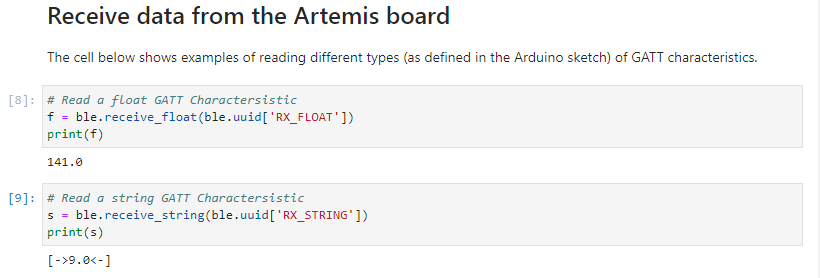 Receive data from the Artemis board
The cell below shows examples of reading different types (as defined in the Arduino sketch) of GATT characteristics.
[8]: # Read a float GATT Charactersistic
f = ble.receive_float(ble.uuid['RX_FLOAT'])
print(f)
141.0
[9]: # Read a string GATT Charactersistic
s = ble.receive_string(ble.uuid['RX_STRING'])
print(s)
[->9.0<-]